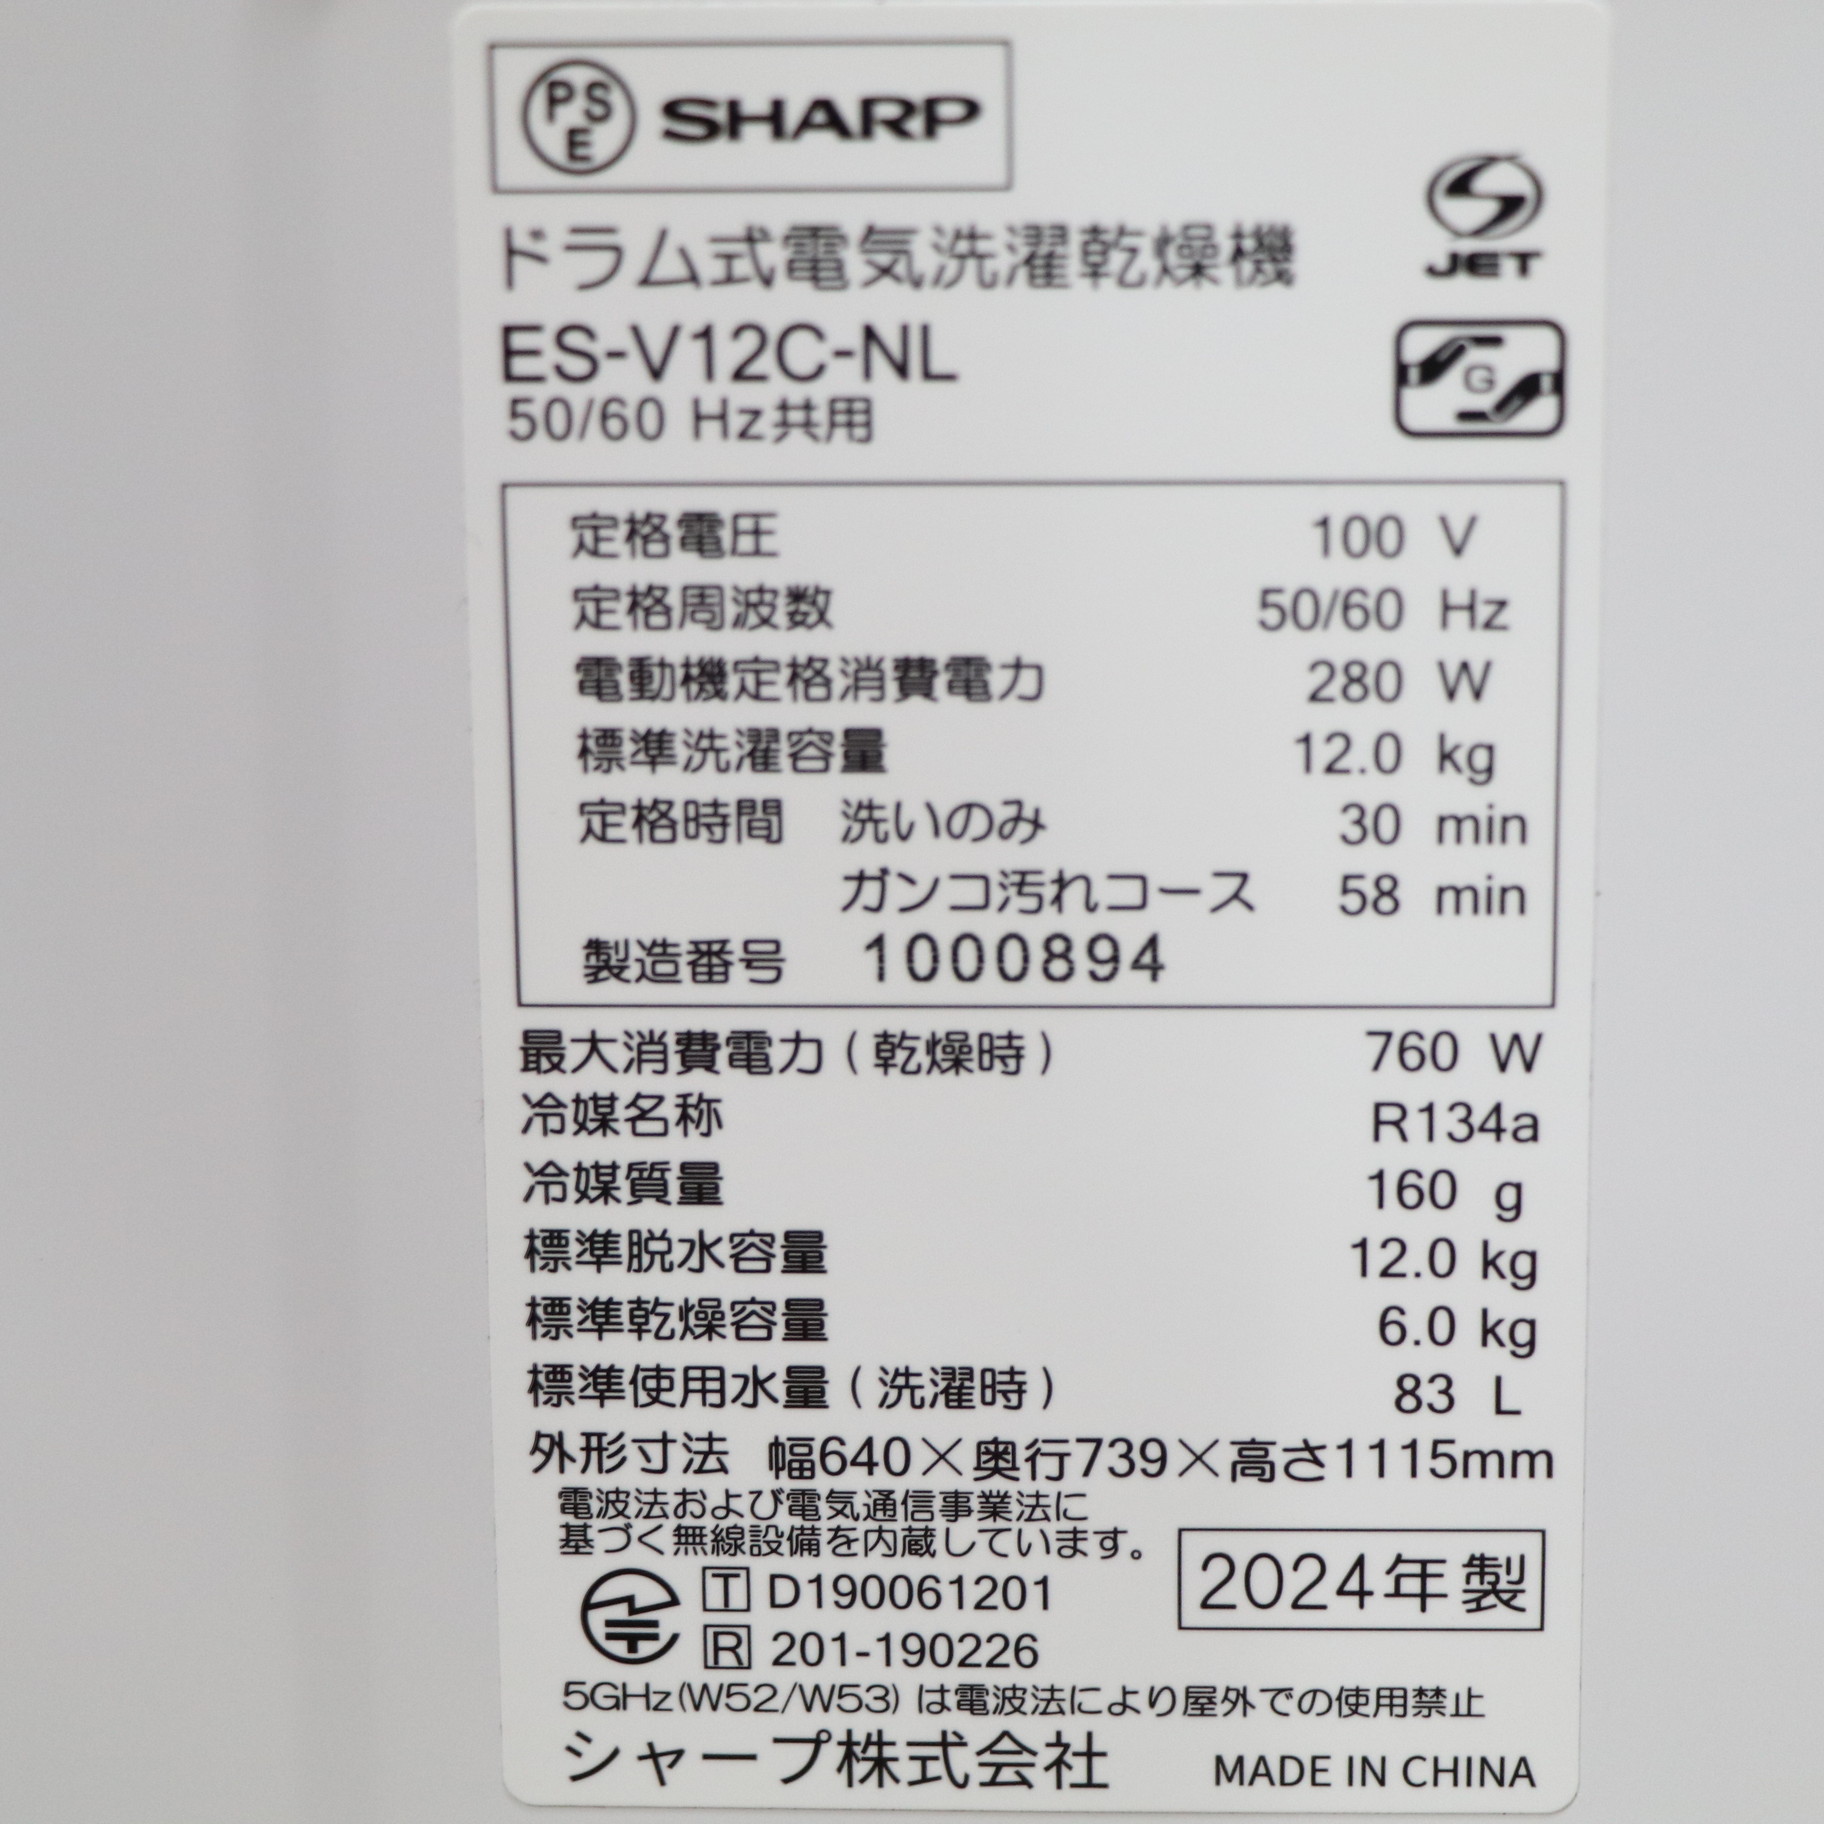 PSE SHARP
JET
ドラム式電気洗濯乾燥機
ES-V12C-NL
G
50/60 Hz共用
定格電圧 100 V
定格周波数 50/60 Hz
電動機定格消費電力 280 W
標準洗濯容量 12.0 kg
定格時間 洗いのみ 30 min
ガンコ汚れコース 58 min
製造番号 1000894
最大消費電力(乾燥時) 760 W
冷媒名称 R134a
冷媒質量 160 g
標準脱水容量 12.0 kg
標準乾燥容量 6.0 kg
標準使用水量(洗濯時) 83 L
外形寸法 幅640×奥行739×高さ1115mm
電波法および電気通信事業法に
基づく無線設備を内蔵しています。
2024年製
T D190061201
R 201-190226
5GHz(W52/W53)は電波法により屋外での使用禁止
シャープ株式会社 MADE IN CHINA